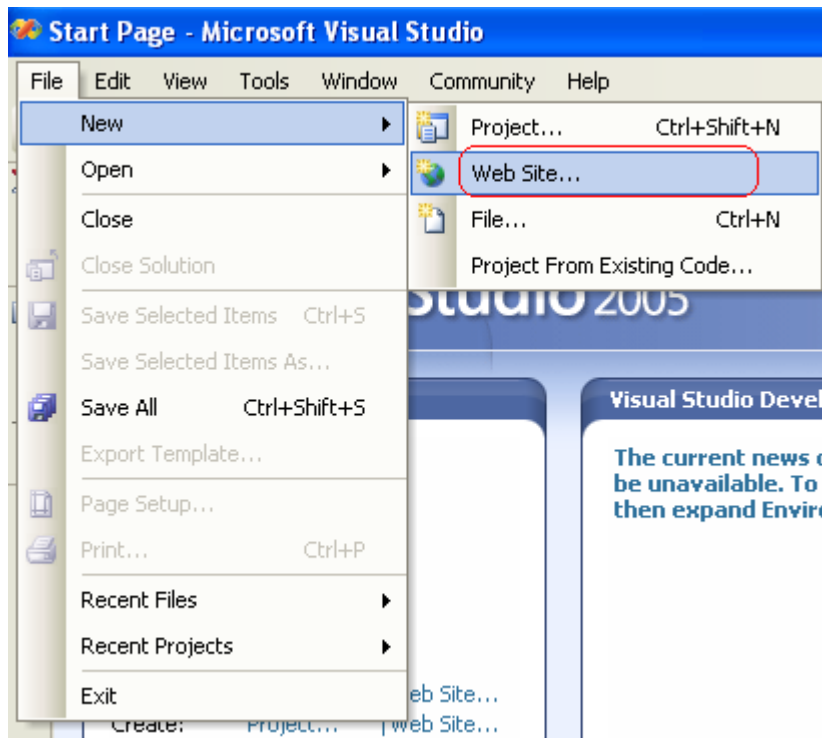 Start Page - Microsoft Visual Studio
File Edit View Tools Window Community Help
New
Project... Ctrl+Shift+N
Open
Web Site...
Close
File... Ctrl+N
Close Solution
Project From Existing Code...
Save Selected Items Ctrl+S
Studio 2005
Save Selected Items As...
Save All Ctrl+Shift+S
Visual Studio Devel
Export Template...
The current news
be unavailable. To
Page Setup...
then expand Enviro
Print... Ctrl+P
Recent Files
Recent Projects
Exit
eb Site...
Create: Project... | Web Site...